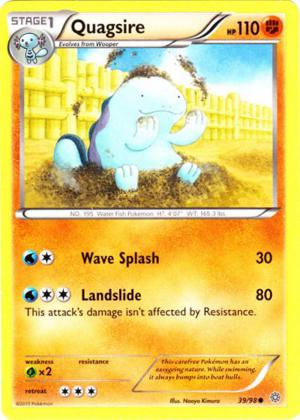 STAGE 1
Quagsire
HP 110
Evolves from Wooper
NO. 195 Water Fish Pokémon HT. 4'07" WT. 165.3 lbs.
Wave Splash 30
Landslide 80
This attack's damage isn't affected by Resistance.
weakness resistance
×2
retreat
This carefree Pokémon has an
easygoing nature. While swimming,
it always bumps into boat hulls.
©2015 Pokémon
Illus. Naoyo Kimura
39/98